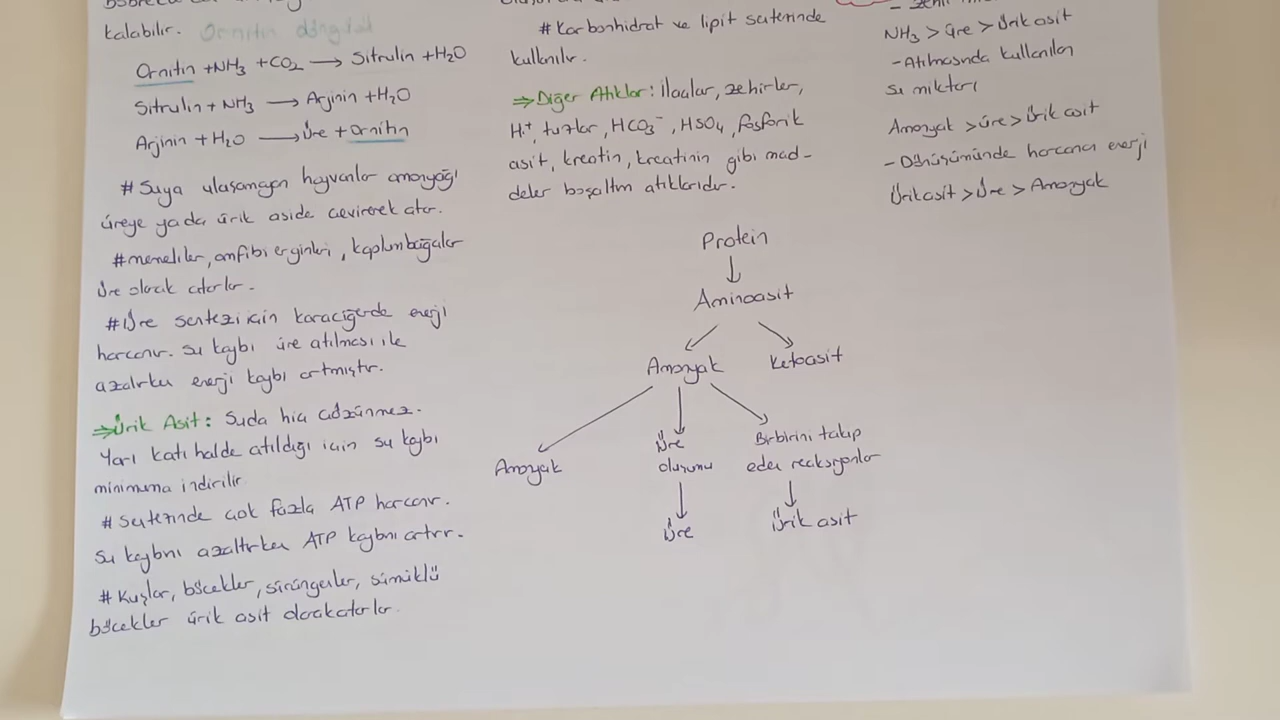 kalabilir. Ornitin döngüsü
Ornitin + NH₃ + CO₂ → Sitrulin + H₂O
Sitrulin + NH₃ → Arjinin + H₂O
Arjinin + H₂O → Üre + Ornitin
# Suya ulaşamayan hayvanlar amonyağı
üreye ya da ürik aside çevirerek atar.
# memeliler, amfibi erginleri, kaplumbağalar
üre olarak atarlar.
# Üre sentezi için karaciğerde enerji
harcanır. Su kaybı üre atılması ile
azalırken enerji kaybı artmıştır.
⇒ Ürik Asit: Suda hiç çözünmez.
Yarı katı halde atıldığı için su kaybı
minimuma indirilir
# Sentezinde çok fazla ATP harcanır.
Su kaybını azaltırken ATP kaybını artırır.
# Kuşlar, böcekler, sürüngenler, sümüklü
böcekler ürik asit olarak atarlar.
# Karbonhidrat ve lipit sentezinde
kullanılır.
⇒ Diğer Atıklar: İlaçlar, zehirler,
H⁺, tuzlar, HCO₃⁻, HSO₄, fosforik
asit, kreatin, kreatinin gibi mad-
deler boşaltım atıklarıdır.
NH₃ > üre > Ürik asit
- Atılmasında kullanılan
su miktarı
Amonyak > üre > Ürik asit
- Dönüşümünde harcanan enerji
Ürik asit > Üre > Amonyak
Protein
Aminoasit
Amonyak Ketoasit
Amonyak
Üre
oluşumu
Üre
Birbirini takip
eden reaksiyonlar
Ürik asit